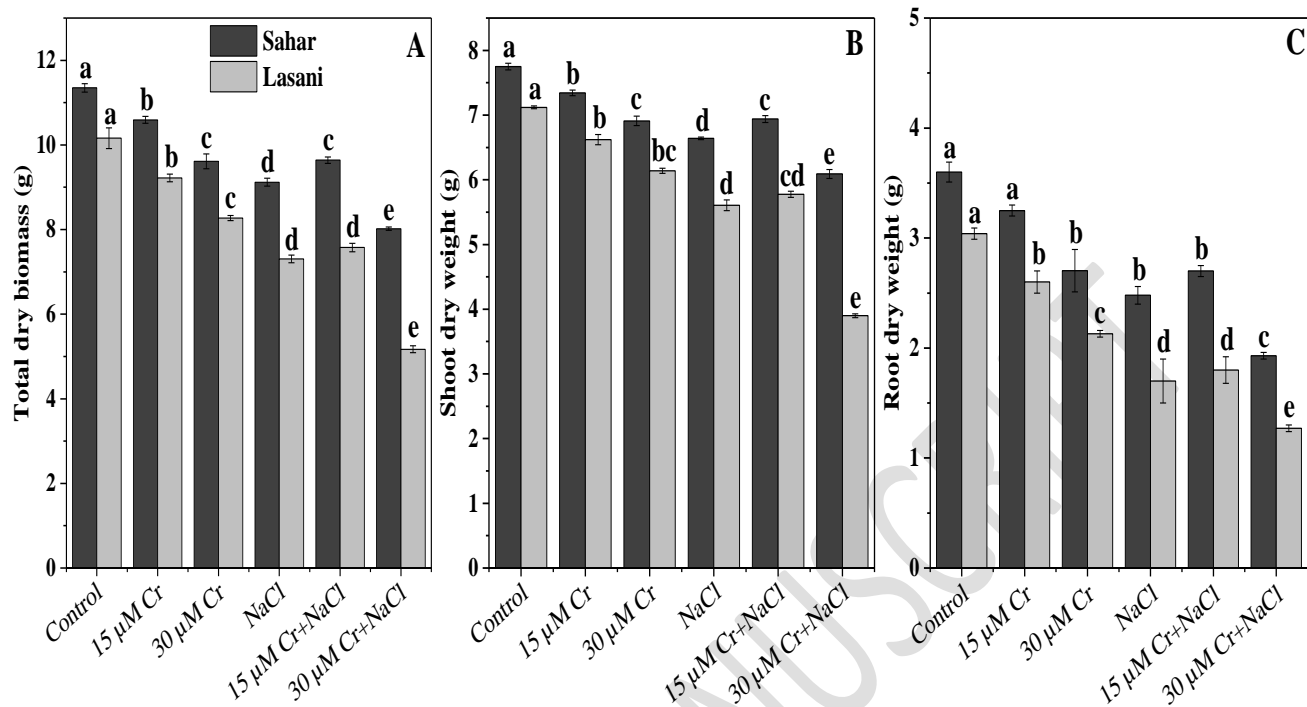 A
Sahar
Lasani
Total dry biomass (g)
12
10
8
6
4
2
0
a
a
b
b
c
c
d
d
c
d
e
e
Control
15 µM Cr
30 µM Cr
NaCl
15 µM Cr+NaCl
30 µM Cr+NaCl
B
Shoot dry weight (g)
8
7
6
5
4
3
2
1
0
a
a
b
b
c
bc
d
d
c
cd
e
e
Control
15 µM Cr
30 µM Cr
NaCl
15 µM Cr+NaCl
30 µM Cr+NaCl
C
Root dry weight (g)
5
4
3
2
1
0
a
a
a
b
b
c
b
d
b
d
c
e
Control
15 µM Cr
30 µM Cr
NaCl
15 µM Cr+NaCl
30 µM Cr+NaCl
NUSCRIPT